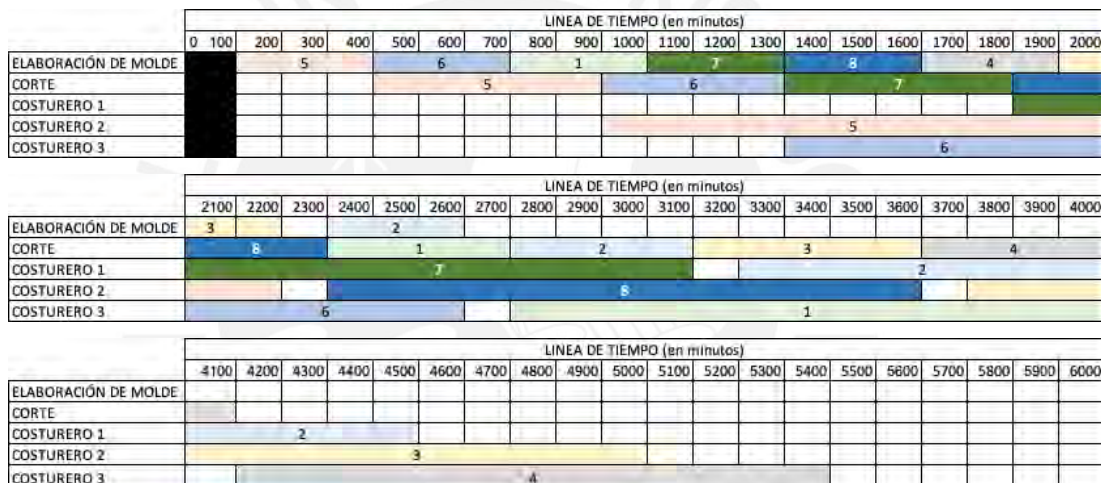 LINEA DE TIEMPO (en minutos)
0 100 200 300 400 500 600 700 800 900 1000 1100 1200 1300 1400 1500 1600 1700 1800 1900 2000
ELABORACIÓN DE MOLDE 5 6 1 7 8 4
CORTE 5 6 7
COSTURERO 1
COSTURERO 2 5
COSTURERO 3 6
LINEA DE TIEMPO (en minutos)
2100 2200 2300 2400 2500 2600 2700 2800 2900 3000 3100 3200 3300 3400 3500 3600 3700 3800 3900 4000
ELABORACIÓN DE MOLDE 3 2
CORTE 8 1 2 3 4
COSTURERO 1 7 2
COSTURERO 2 8
COSTURERO 3 6 1
LINEA DE TIEMPO (en minutos)
4100 4200 4300 4400 4500 4600 4700 4800 4900 5000 5100 5200 5300 5400 5500 5600 5700 5800 5900 6000
ELABORACIÓN DE MOLDE
CORTE
COSTURERO 1 2
COSTURERO 2 3
COSTURERO 3 4